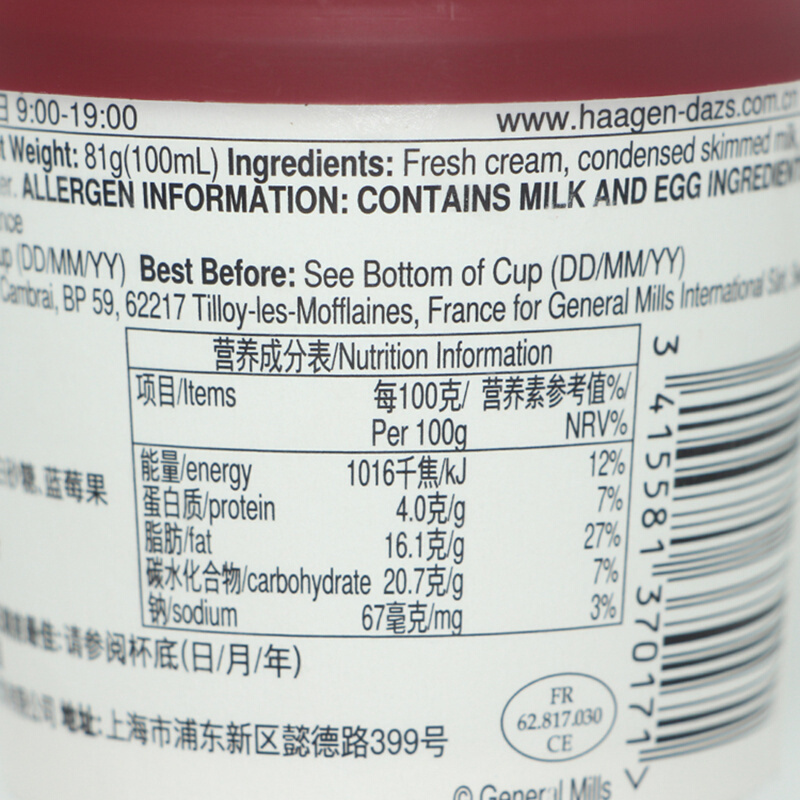 日 9:00-19:00
www.haagen-dazs.com.cn
Weight: 81g(100mL) Ingredients: Fresh cream, condensed skimmed milk,
ALLERGEN INFORMATION: CONTAINS MILK AND EGG INGREDIENTS
(DD/MM/YY) Best Before: See Bottom of Cup (DD/MM/YY)
Cambrai, BP 59, 62217 Tilloy-les-Mofflaines, France for General Mills International Sàrl,
营养成分表/Nutrition Information
项目/Items 每100克/ 营养素参考值%/
Per 100g NRV%
能量/energy 1016千焦/kJ 12%
蛋白质/protein 4.0克/g 7%
脂肪/fat 16.1克/g 27%
碳水化合物/carbohydrate 20.7克/g 7%
钠/sodium 67毫克/mg 3%
砂糖、蓝莓果
最佳:请参阅杯底(日/月/年)
公司 地址:上海市浦东新区懿德路399号
3 415581 370171 >
FR
62.817.030
CE
© General Mills